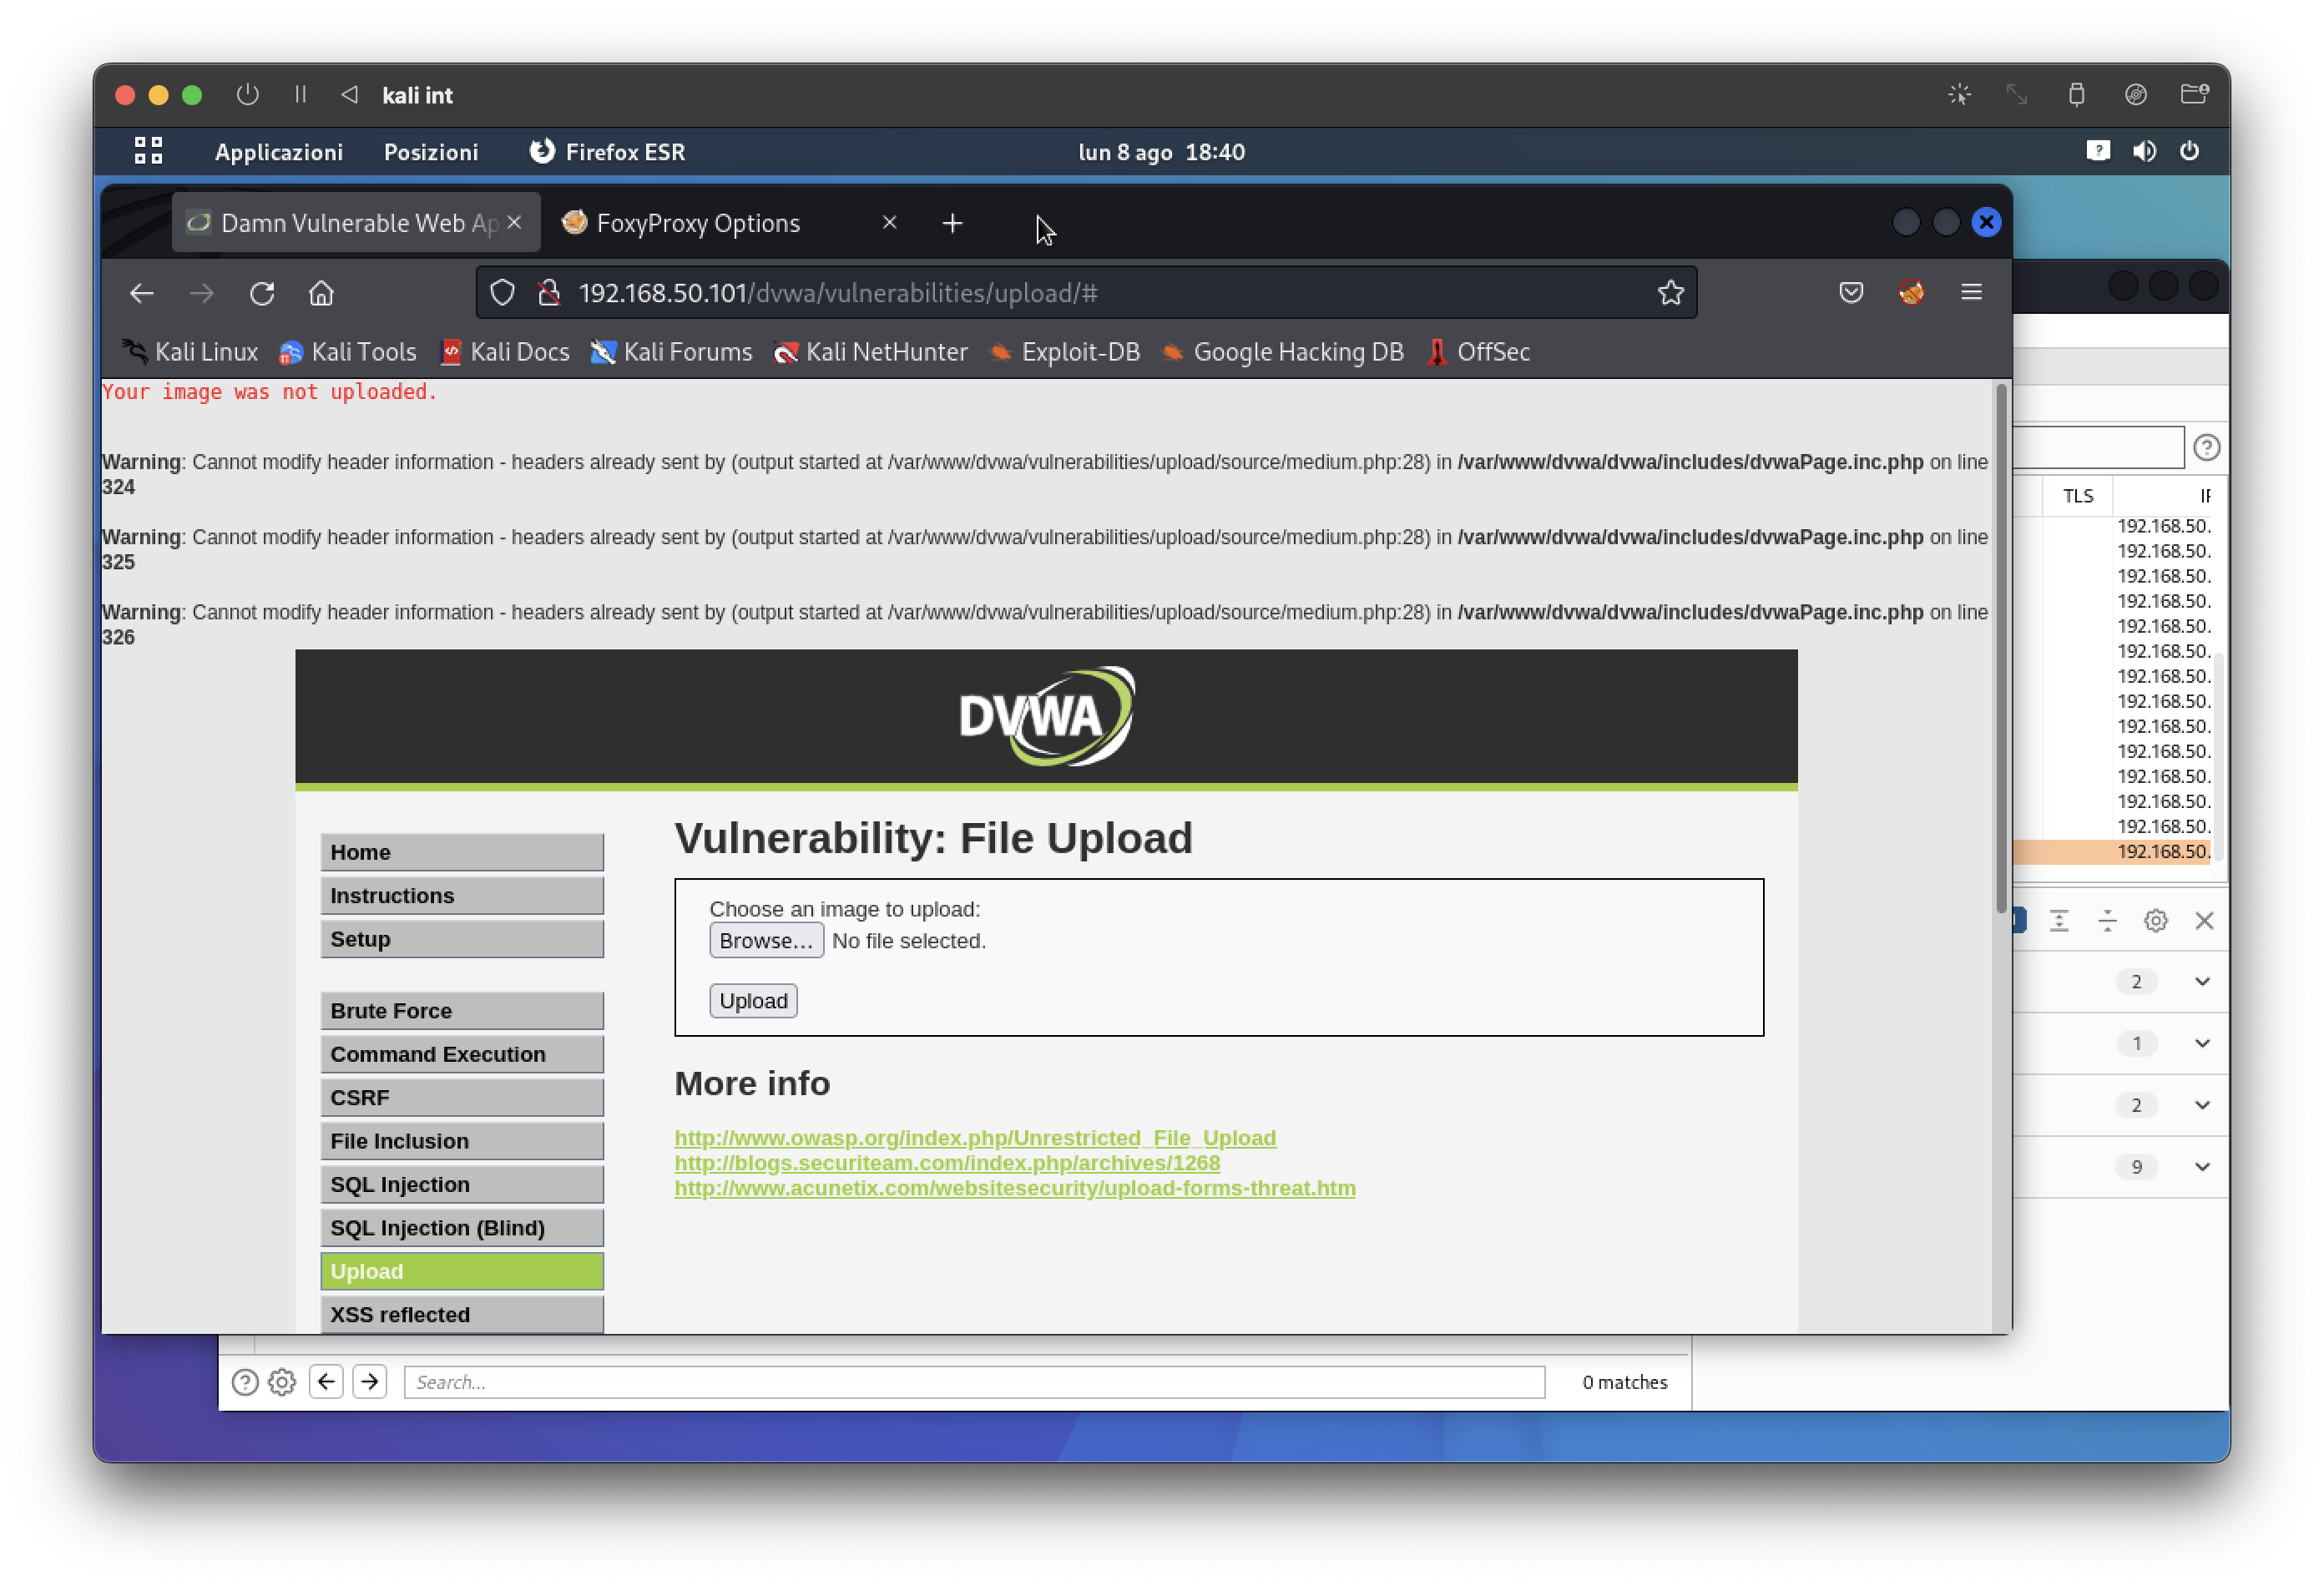 kali int
Applicazioni Posizioni Firefox ESR lun 8 ago 18:40
Damn Vulnerable Web Ap FoxyProxy Options
192.168.50.101/dvwa/vulnerabilities/upload/#
Kali Linux Kali Tools Kali Docs Kali Forums Kali NetHunter Exploit-DB Google Hacking DB OffSec
Your image was not uploaded.
Warning: Cannot modify header information - headers already sent by (output started at /var/www/dvwa/vulnerabilities/upload/source/medium.php:28) in /var/www/dvwa/dvwa/includes/dvwaPage.inc.php on line
324
Warning: Cannot modify header information - headers already sent by (output started at /var/www/dvwa/vulnerabilities/upload/source/medium.php:28) in /var/www/dvwa/dvwa/includes/dvwaPage.inc.php on line
325
Warning: Cannot modify header information - headers already sent by (output started at /var/www/dvwa/vulnerabilities/upload/source/medium.php:28) in /var/www/dvwa/dvwa/includes/dvwaPage.inc.php on line
326
DVWA
Home
Instructions
Setup
Brute Force
Command Execution
CSRF
File Inclusion
SQL Injection
SQL Injection (Blind)
Upload
XSS reflected
Vulnerability: File Upload
Choose an image to upload:
Browse... No file selected.
Upload
More info
http://www.owasp.org/index.php/Unrestricted_File_Upload
http://blogs.securiteam.com/index.php/archives/1268
http://www.acunetix.com/websitesecurity/upload-forms-threat.htm
TLS
192.168.50.
192.168.50.
192.168.50.
192.168.50.
192.168.50.
192.168.50.
192.168.50.
192.168.50.
192.168.50.
192.168.50.
192.168.50.
192.168.50.
192.168.50.
192.168.50.
2
1
2
9
Search... 0 matches